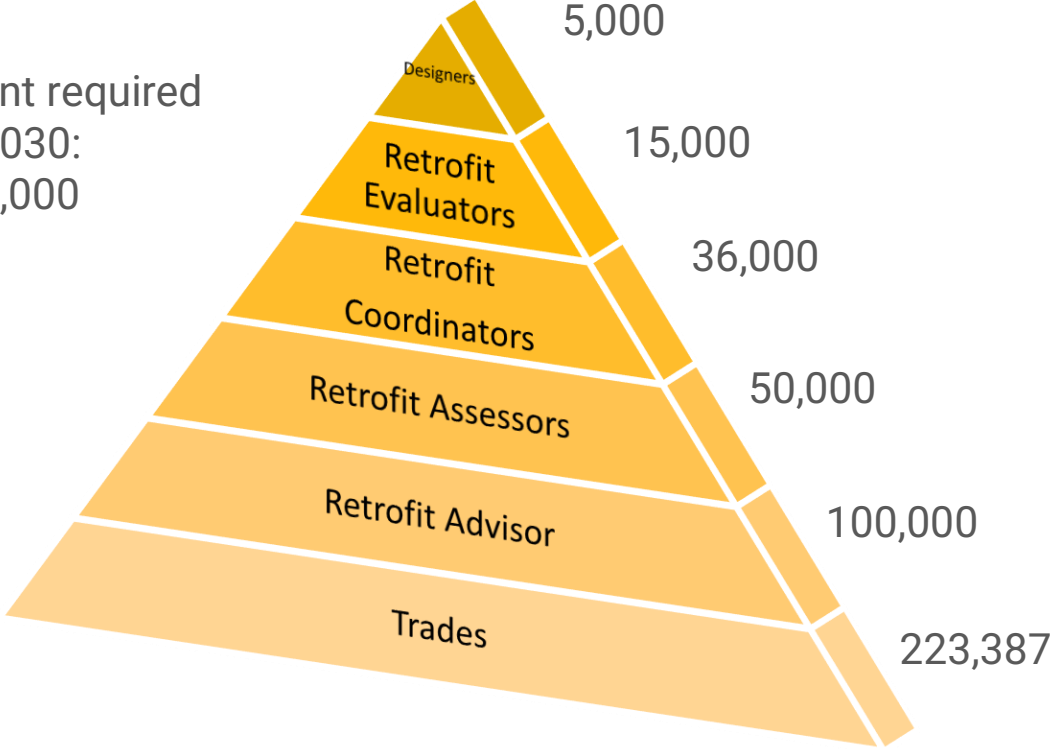 nt required
030:
,000
Designers
5,000
Retrofit
Evaluators
15,000
Retrofit
Coordinators
36,000
Retrofit Assessors
50,000
Retrofit Advisor
100,000
Trades
223,387